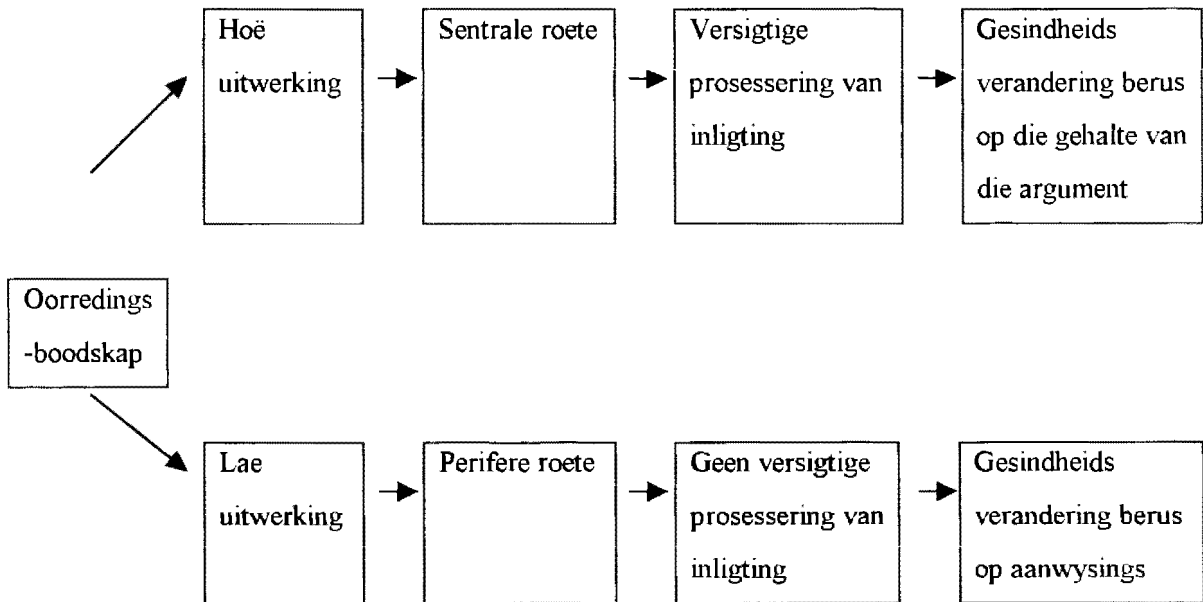 Hoë
uitwerking
Sentrale roete
Versigtige
prosessering van
inligting
Gesindheids
verandering berus
op die gehalte van
die argument
Oorredings
-boodskap
Lae
uitwerking
Perifere roete
Geen versigtige
prosessering van
inligting
Gesindheids
verandering berus
op aanwysings